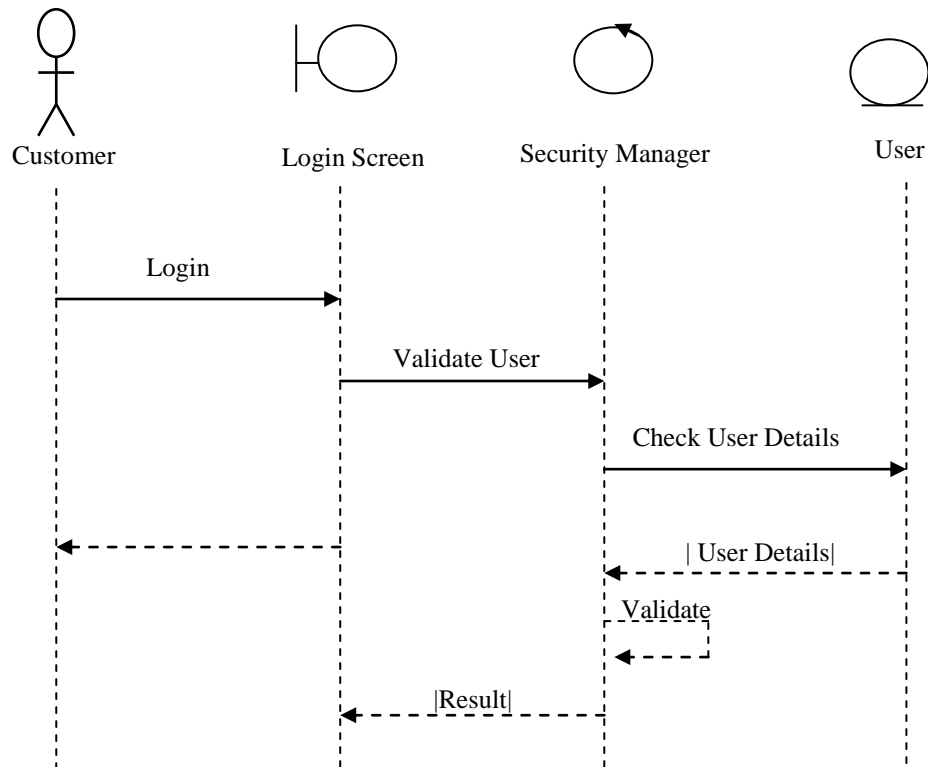 Customer
Login Screen
Security Manager
User
Login
Validate User
Check User Details
| User Details|
Validate
|Result|